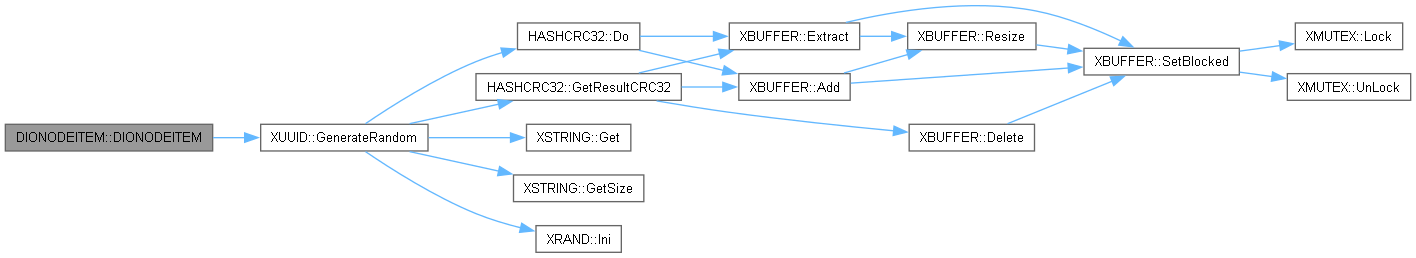 DIONODEITEM::DIONODEITEM
XUUID::GenerateRandom
HASHCRC32::Do
HASHCRC32::GetResultCRC32
XSTRING::Get
XSTRING::GetSize
XRAND::Ini
XBUFFER::Extract
XBUFFER::Add
XBUFFER::Resize
XBUFFER::Delete
XBUFFER::SetBlocked
XMUTEX::Lock
XMUTEX::UnLock